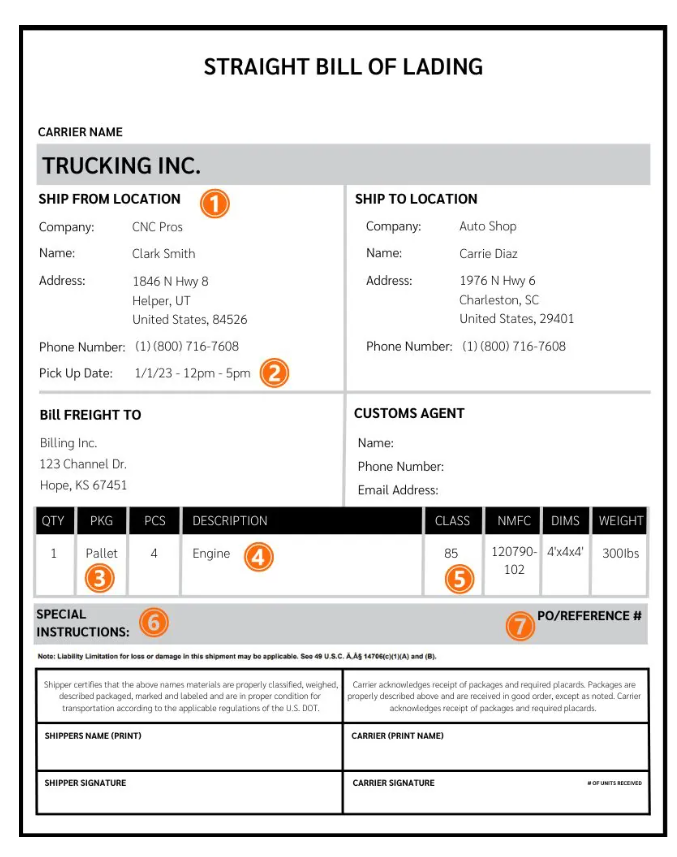 STRAIGHT BILL OF LADING
CARRIER NAME
TRUCKING INC.
SHIP FROM LOCATION 1
Company: CNC Pros
Name: Clark Smith
Address: 1846 N Hwy 8
Helper, UT
United States, 84526
Phone Number: (1) (800) 716-7608
Pick Up Date: 1/1/23 - 12pm - 5pm 2
SHIP TO LOCATION
Company: Auto Shop
Name: Carrie Diaz
Address: 1976 N Hwy 6
Charleston, SC
United States, 29401
Phone Number: (1) (800) 716-7608
Bill FREIGHT TO
Billing Inc.
123 Channel Dr.
Hope, KS 67451
CUSTOMS AGENT
Name:
Phone Number:
Email Address:
QTY PKG PCS DESCRIPTION CLASS NMFC DIMS WEIGHT
1 Pallet 4 Engine 4 85 120790- 4'x4x4' 300lbs
102
3 5
SPECIAL
INSTRUCTIONS: 6
7 PO/REFERENCE #
Note: Liability Limitation for loss or damage in this shipment may be applicable. See 49 U.S.C. Ã‚Â§ 14706(c)(1)(A) and (B).
Shipper certifies that the above names materials are properly classified, weighed,
described packaged, marked and labeled and are in proper condition for
transportation according to the applicable regulations of the U.S. DOT.
Carrier acknowledges receipt of packages and required placards. Packages are
properly described above and are received in good order, except as noted. Carrier
acknowledges receipt of packages and required placards.
SHIPPERS NAME (PRINT)
CARRIER (PRINT NAME)
SHIPPER SIGNATURE
CARRIER SIGNATURE # OF UNITS RECEIVED